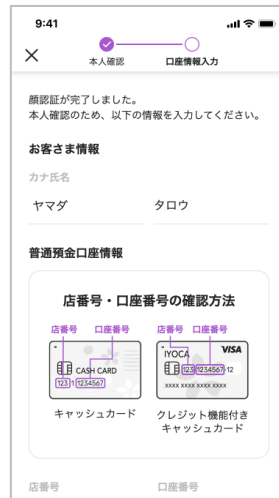 9:41
本人確認
口座情報入力
顔認証が完了しました。
本人確認のため、以下の情報を入力してください。
お客さま情報
カナ氏名
ヤマダ タロウ
普通預金口座情報
店番号・口座番号の確認方法
店番号 口座番号
CASH CARD
123 1 1234567
キャッシュカード
店番号 口座番号
IYOCA VISA
123 1234567-12
XXXX XXXX XXXX XXXX
クレジット機能付き
キャッシュカード
店番号 口座番号